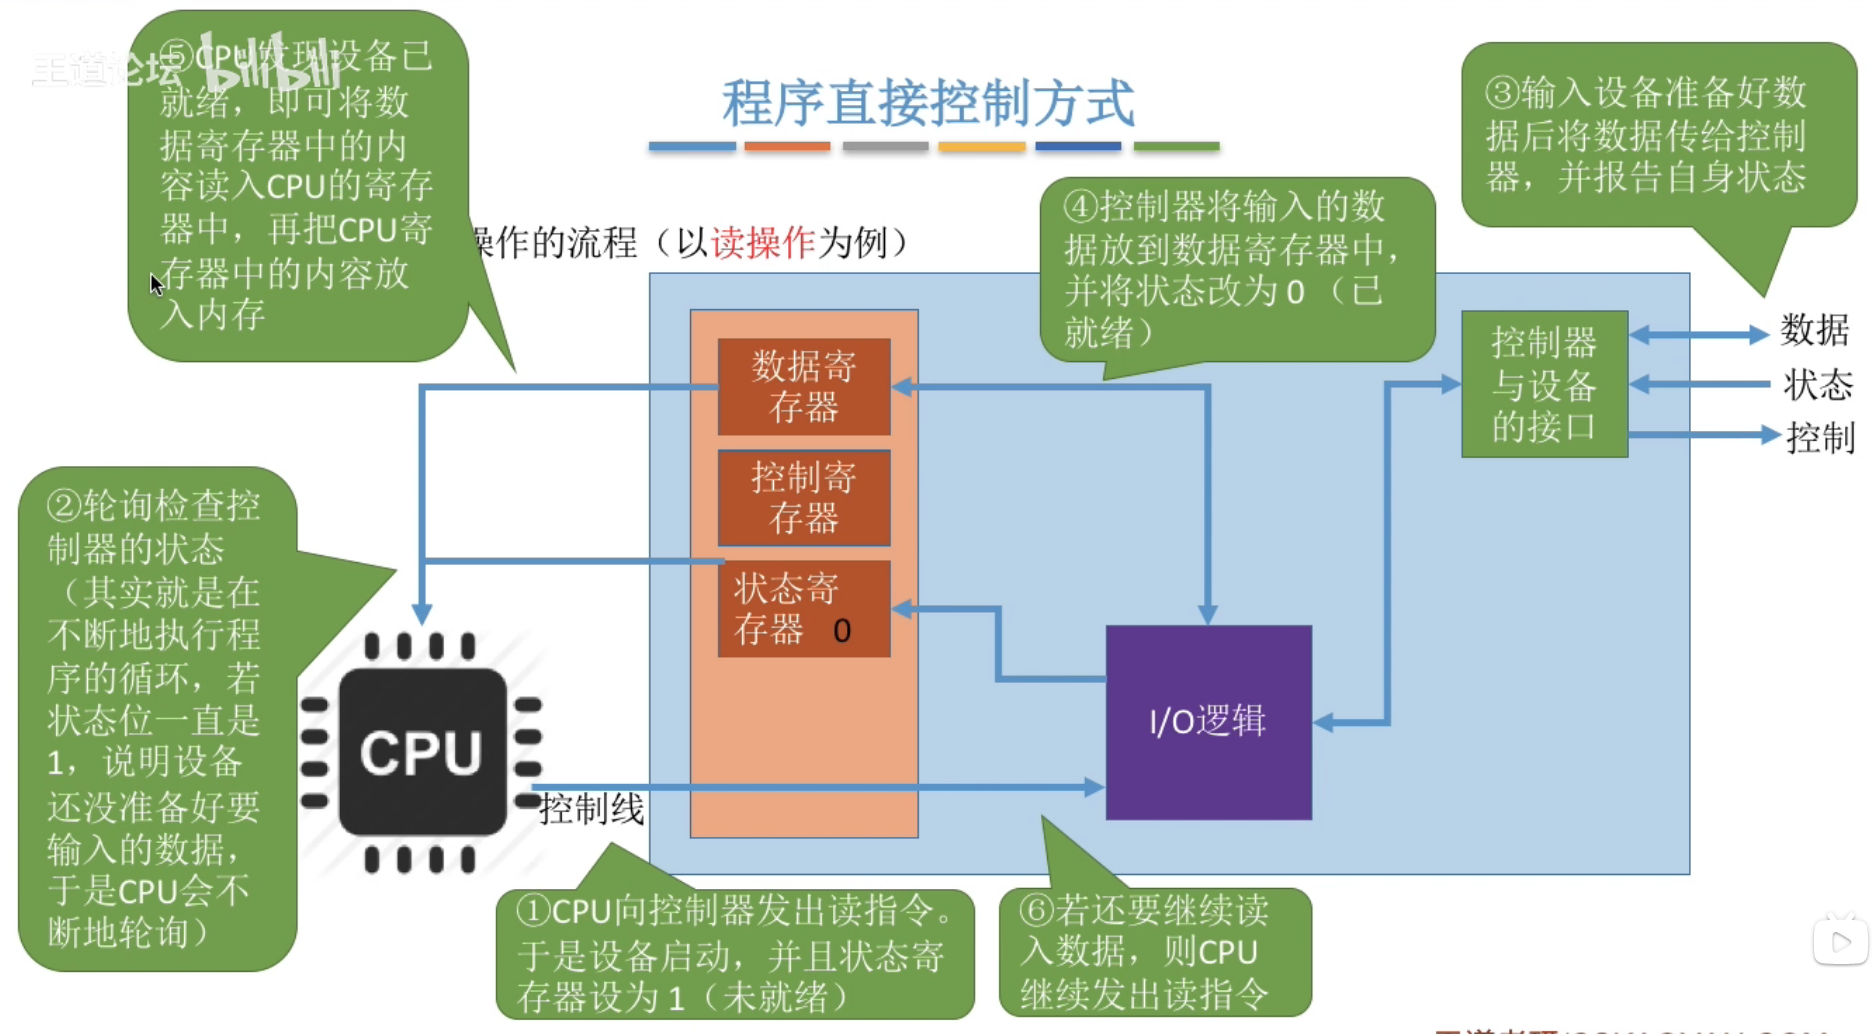 王道论坛 bilibili
程序直接控制方式
⑤CPU发现设备已
就绪，即可将数
据寄存器中的内
容读入CPU的寄存
器中，再把CPU寄
存器中的内容放
入内存
操作的流程（以读操作为例）
④控制器将输入的数
据放到数据寄存器中，
并将状态改为 0 （已
就绪）
③输入设备准备好数
据后将数据传给控制
器，并报告自身状态
数据寄
存器
控制寄
存器
状态寄
存器 0
控制器
与设备
的接口
数据
状态
控制
②轮询检查控
制器的状态
（其实就是在
不断地执行程
序的循环，若
状态位一直是
1，说明设备
还没准备好要
输入的数据，
于是CPU会不
断地轮询）
CPU
I/O逻辑
控制线
①CPU向控制器发出读指令。
于是设备启动，并且状态寄
存器设为 1（未就绪）
⑥若还要继续读
入数据，则CPU
继续发出读指令